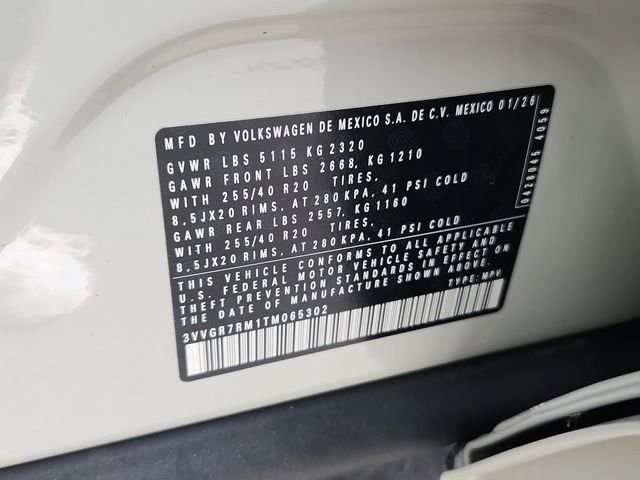 MFD BY VOLKSWAGEN DE MEXICO S.A. DE C.V. MEXICO 01/26
GVWR LBS 5115 KG 2320
GAWR FRONT LBS 2668, KG 1210
WITH 255/40 R20 TIRES,
8,5JX20 RIMS, AT 280 KPA, 41 PSI COLD
GAWR REAR LBS 2557, KG 1160
WITH 255/40 R20 TIRES,
8,5JX20 RIMS, AT 280 KPA, 41 PSI COLD
THIS VEHICLE CONFORMS TO ALL APPLICABLE
U.S. FEDERAL MOTOR VEHICLE SAFETY AND
THEFT PREVENTION STANDARDS IN EFFECT ON
THE DATE OF MANUFACTURE SHOWN ABOVE.
TYPE: MPV
3VVGR7RM1TM065302
0428045 4059